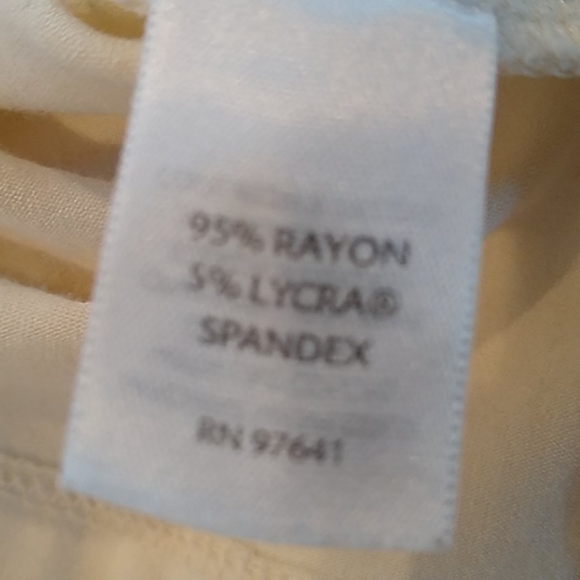 95% RAYON
5% LYCRA®
SPANDEX
RN 97641